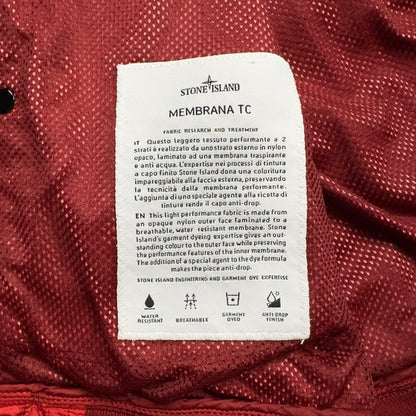 STONE ISLAND
MEMBRANA TC
FABRIC RESEARCH AND TREATMENT
IT Questo leggero tessuto performante a 2
strati è realizzato da uno strato esterno in nylon
opaco, laminato ad una membrana traspirante
e anti acqua. L'expertise nei processi di tintura
a capo finito Stone Island dona una coloritura
impareggiabile alla faccia esterna, preservando
la tecnicità della membrana performante.
L'aggiunta di uno speciale agente alla ricetta di
tintura rende il capo anti-drop.
EN This light performance fabric is made from
an opaque nylon outer face laminated to a
breathable, water resistant membrane. Stone
Island's garment dyeing expertise gives an out-
standing colour to the outer face while preserving
the performance features of the inner membrane.
The addition of a special agent to the dye formula
makes the piece anti-drop.
STONE ISLAND ENGINEERING AND GARMENT DYE EXPERTISE
WATER
RESISTANT
BREATHABLE
GARMENT
DYED
ANTI-DROP
FINISH